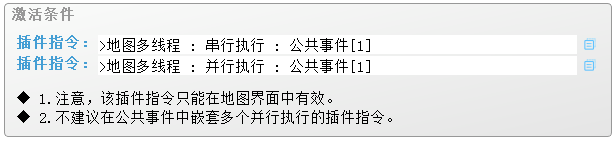 激活条件
插件指令：>地图多线程 : 串行执行 : 公共事件[1]
插件指令：>地图多线程 : 并行执行 : 公共事件[1]
◆ 1.注意，该插件指令只能在地图界面中有效。
◆ 2.不建议在公共事件中嵌套多个并行执行的插件指令。